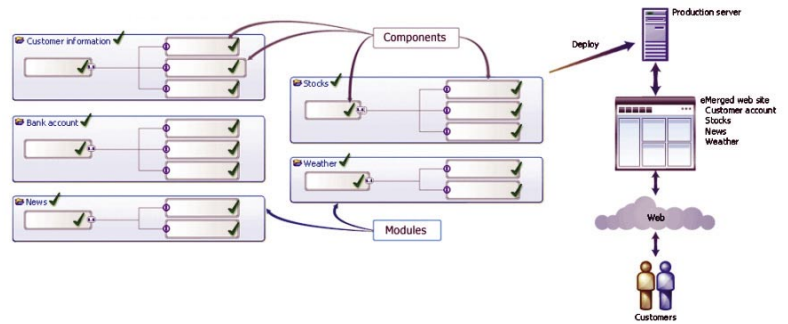 Customer information
Bank account
News
Components
Stocks
Weather
Modules
Deploy
Production server
eMerged web site
Customer account
Stocks
News
Weather
Web
Customers